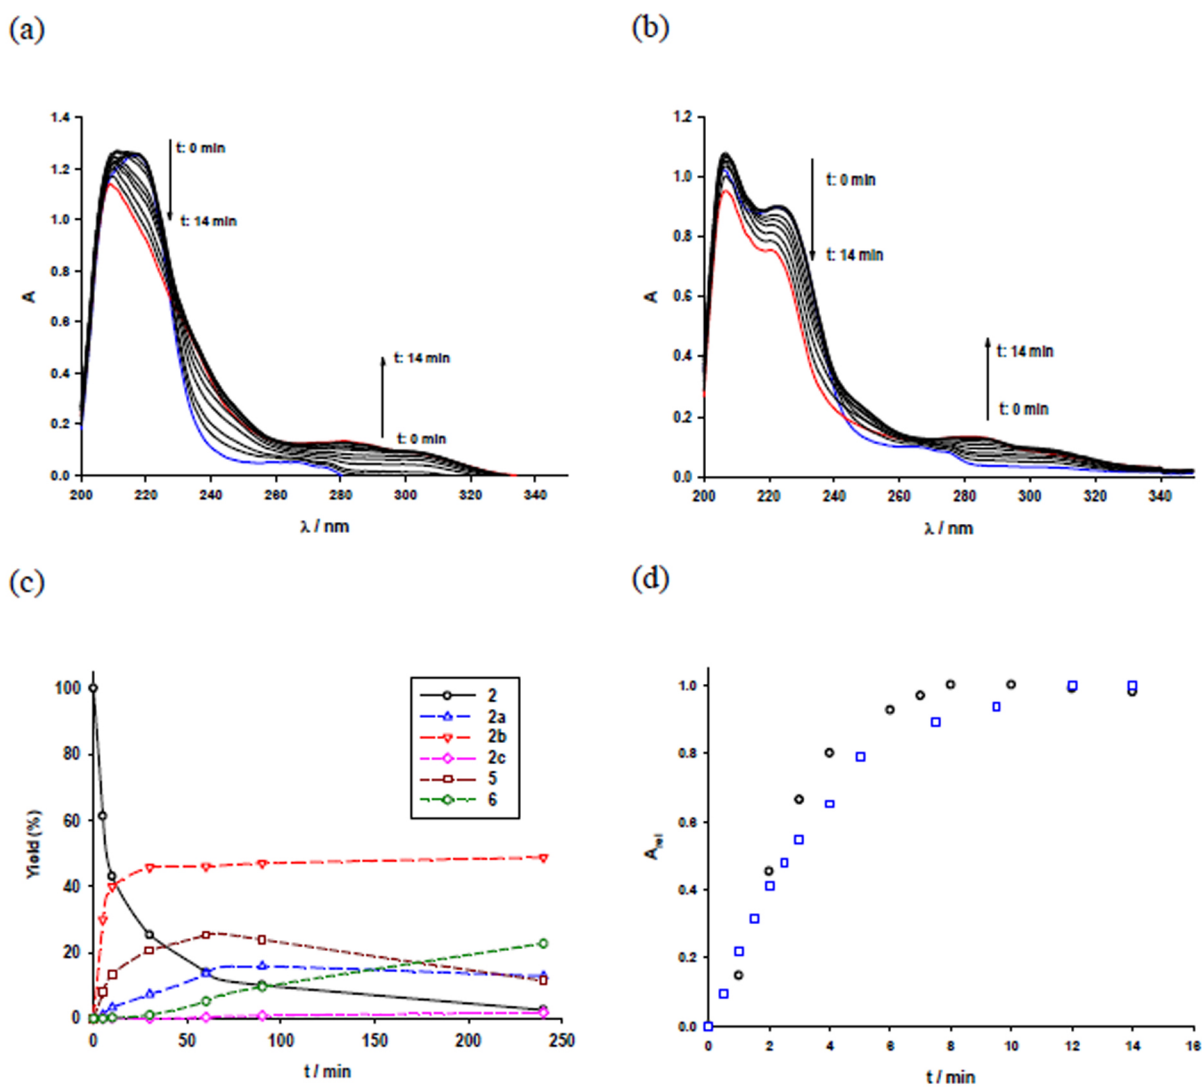 (a)
1.4
1.2
1.0
0.8
0.6
0.4
0.2
0.0
A
t: 0 min
t: 14 min
t: 14 min
t: 0 min
200 220 240 260 280 300 320 340
λ / nm
(b)
1.2
1.0
0.8
0.6
0.4
0.2
0.0
A
t: 0 min
t: 14 min
t: 14 min
t: 0 min
200 220 240 260 280 300 320 340
λ / nm
(c)
100
80
60
40
20
0
Yield (%)
2
2a
2b
2c
5
6
0 50 100 150 200 250
t / min
(d)
1.0
0.8
0.6
0.4
0.2
0.0
Arel
0 2 4 6 8 10 12 14 16
t / min